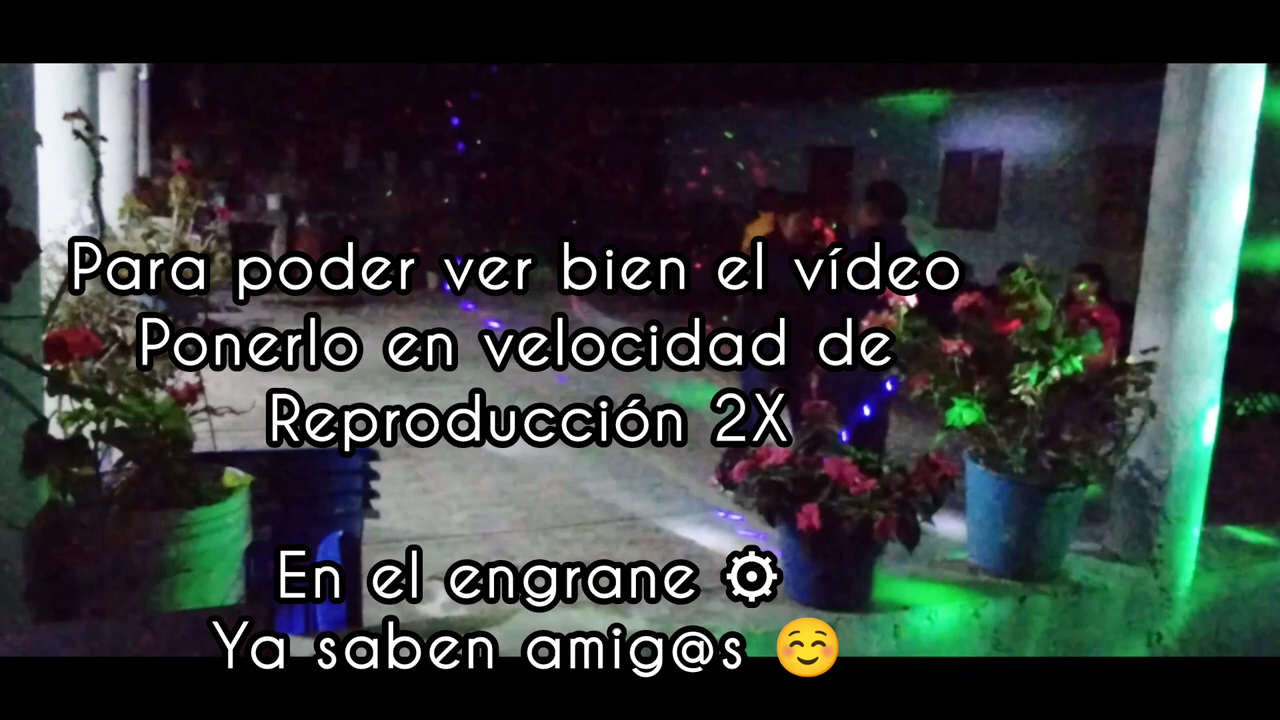 Para poder ver bien el vídeo
Ponerlo en velocidad de
Reproducción 2X
En el engrane ⚙
Ya saben amig@s ☺️